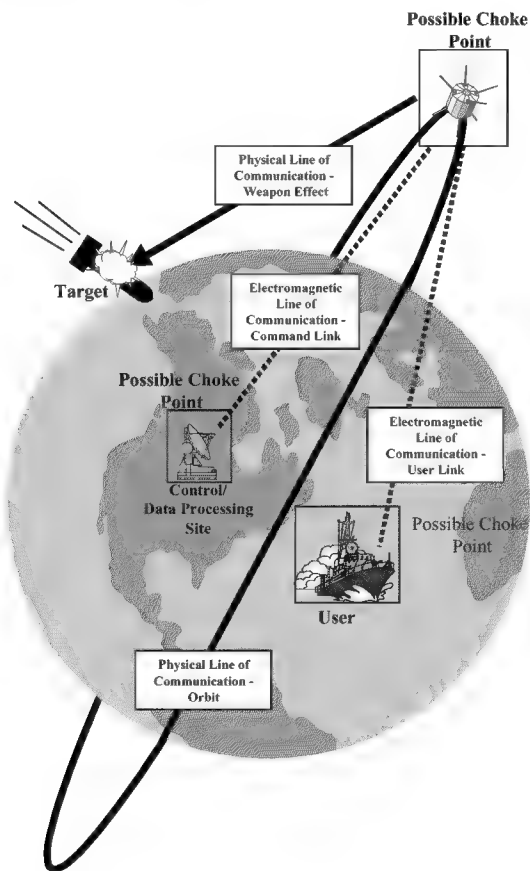 Possible Choke
Point
Physical Line of
Communication -
Weapon Effect
Target
Electromagnetic
Line of
Communication -
Command Link
Possible Choke
Point
Control/
Data Processing
Site
Electromagnetic
Line of
Communication -
User Link
Possible Choke
Point
User
Physical Line of
Communication -
Orbit